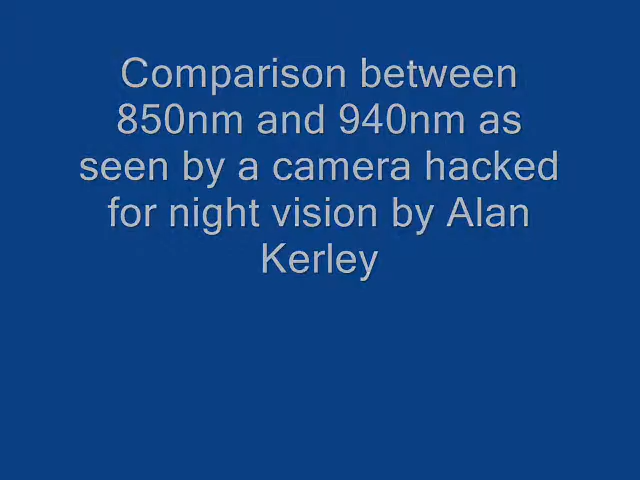 Comparison between
850nm and 940nm as
seen by a camera hacked
for night vision by Alan
Kerley